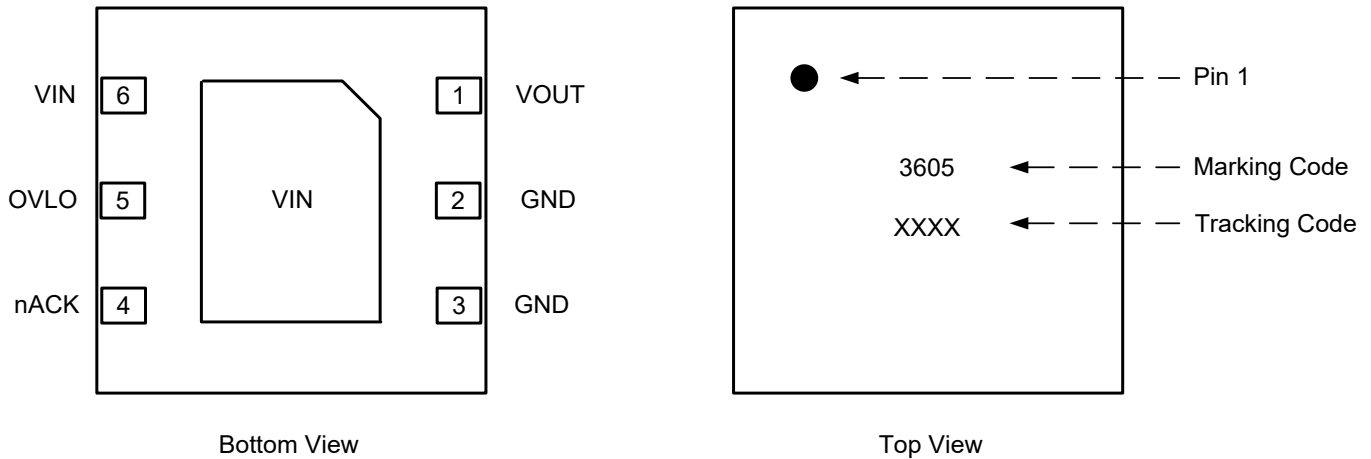 VIN 6 1 VOUT
OVLO 5 VIN 2 GND
nACK 4 3 GND
Bottom View
Pin 1
3605 Marking Code
XXXX Tracking Code
Top View